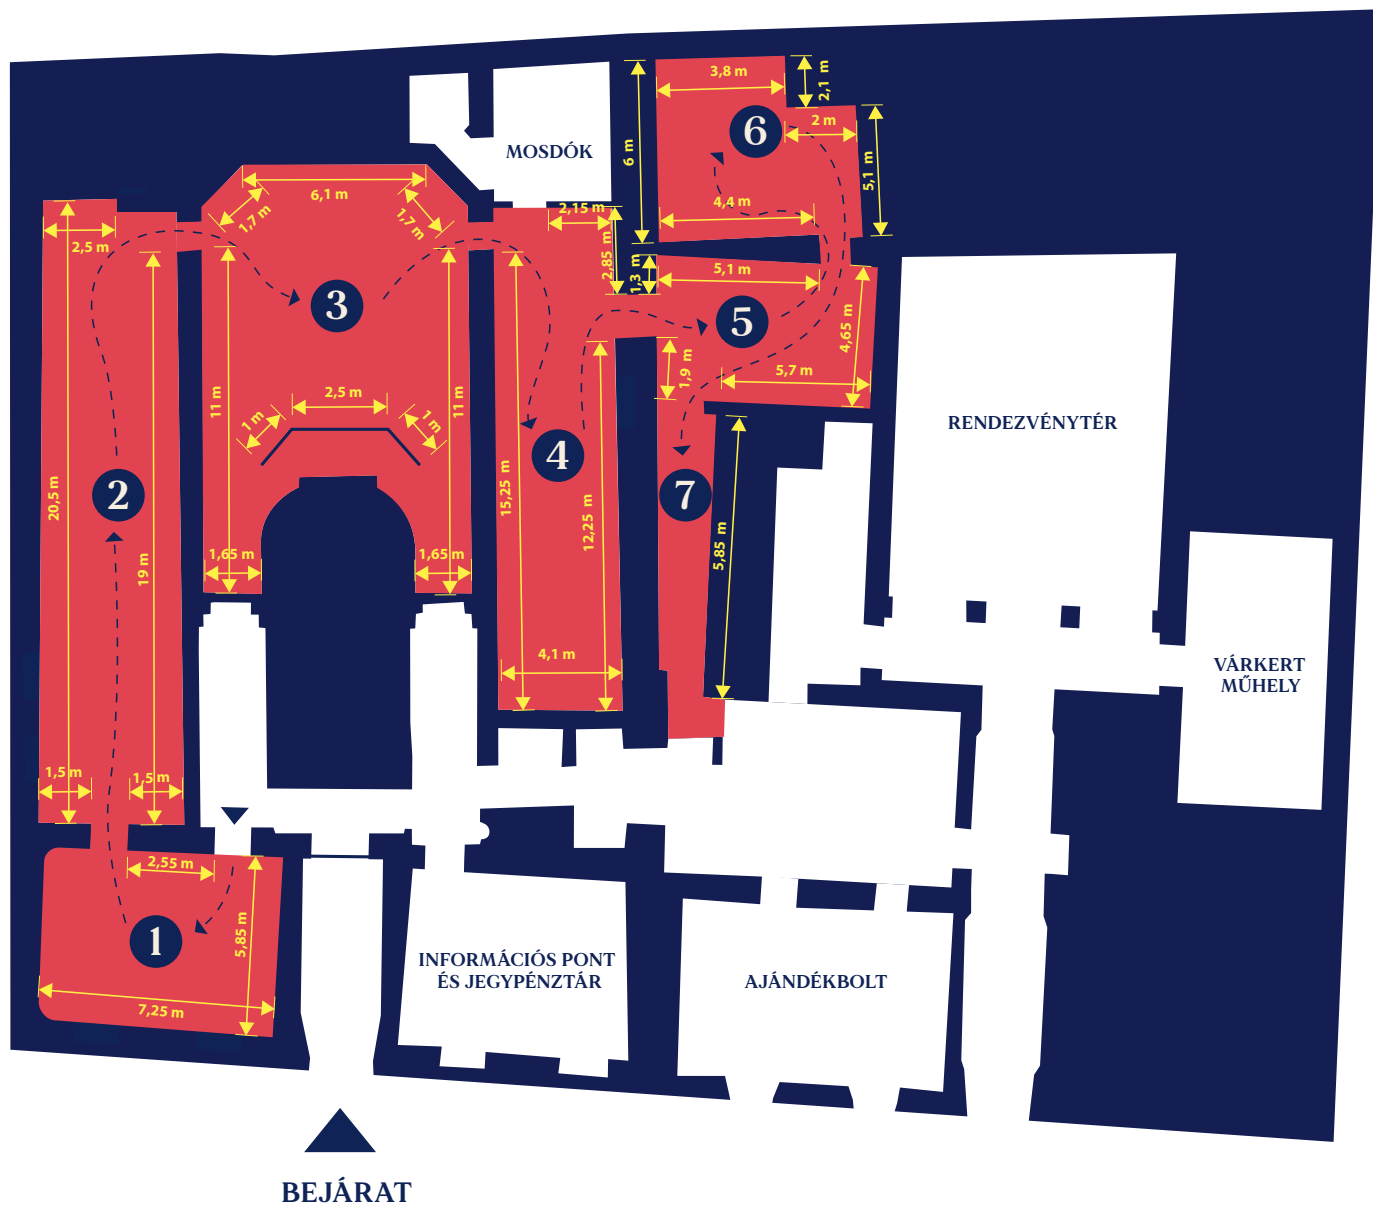 3,8 m
2,1 m
6
2 m
6 m
5,1 m
4,4 m
MOSDÓK
6,1 m
1,7 m
1,7 m
2,15 m
2,85 m
1,3 m
5,1 m
2,5 m
3
5
4,65 m
5,7 m
1,9 m
11 m
2,5 m
11 m
1 m
1 m
RENDEZVÉNYTÉR
4
2
20,5 m
15,25 m
7
12,25 m
5,85 m
19 m
1,65 m
1,65 m
4,1 m
VÁRKERT
MŰHELY
1,5 m
1,5 m
2,55 m
1
5,85 m
7,25 m
INFORMÁCIÓS PONT
ÉS JEGYPÉNZTÁR
AJÁNDÉKBOLT
BEJÁRAT